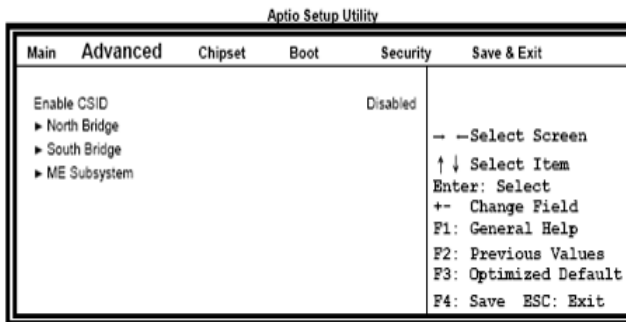 Aptio Setup Utility
Main Advanced Chipset Boot Security Save & Exit
Enable CSID Disabled
► North Bridge
► South Bridge
► ME Subsystem
→ ←Select Screen
↑↓ Select Item
Enter: Select
+- Change Field
F1: General Help
F2: Previous Values
F3: Optimized Default
F4: Save ESC: Exit